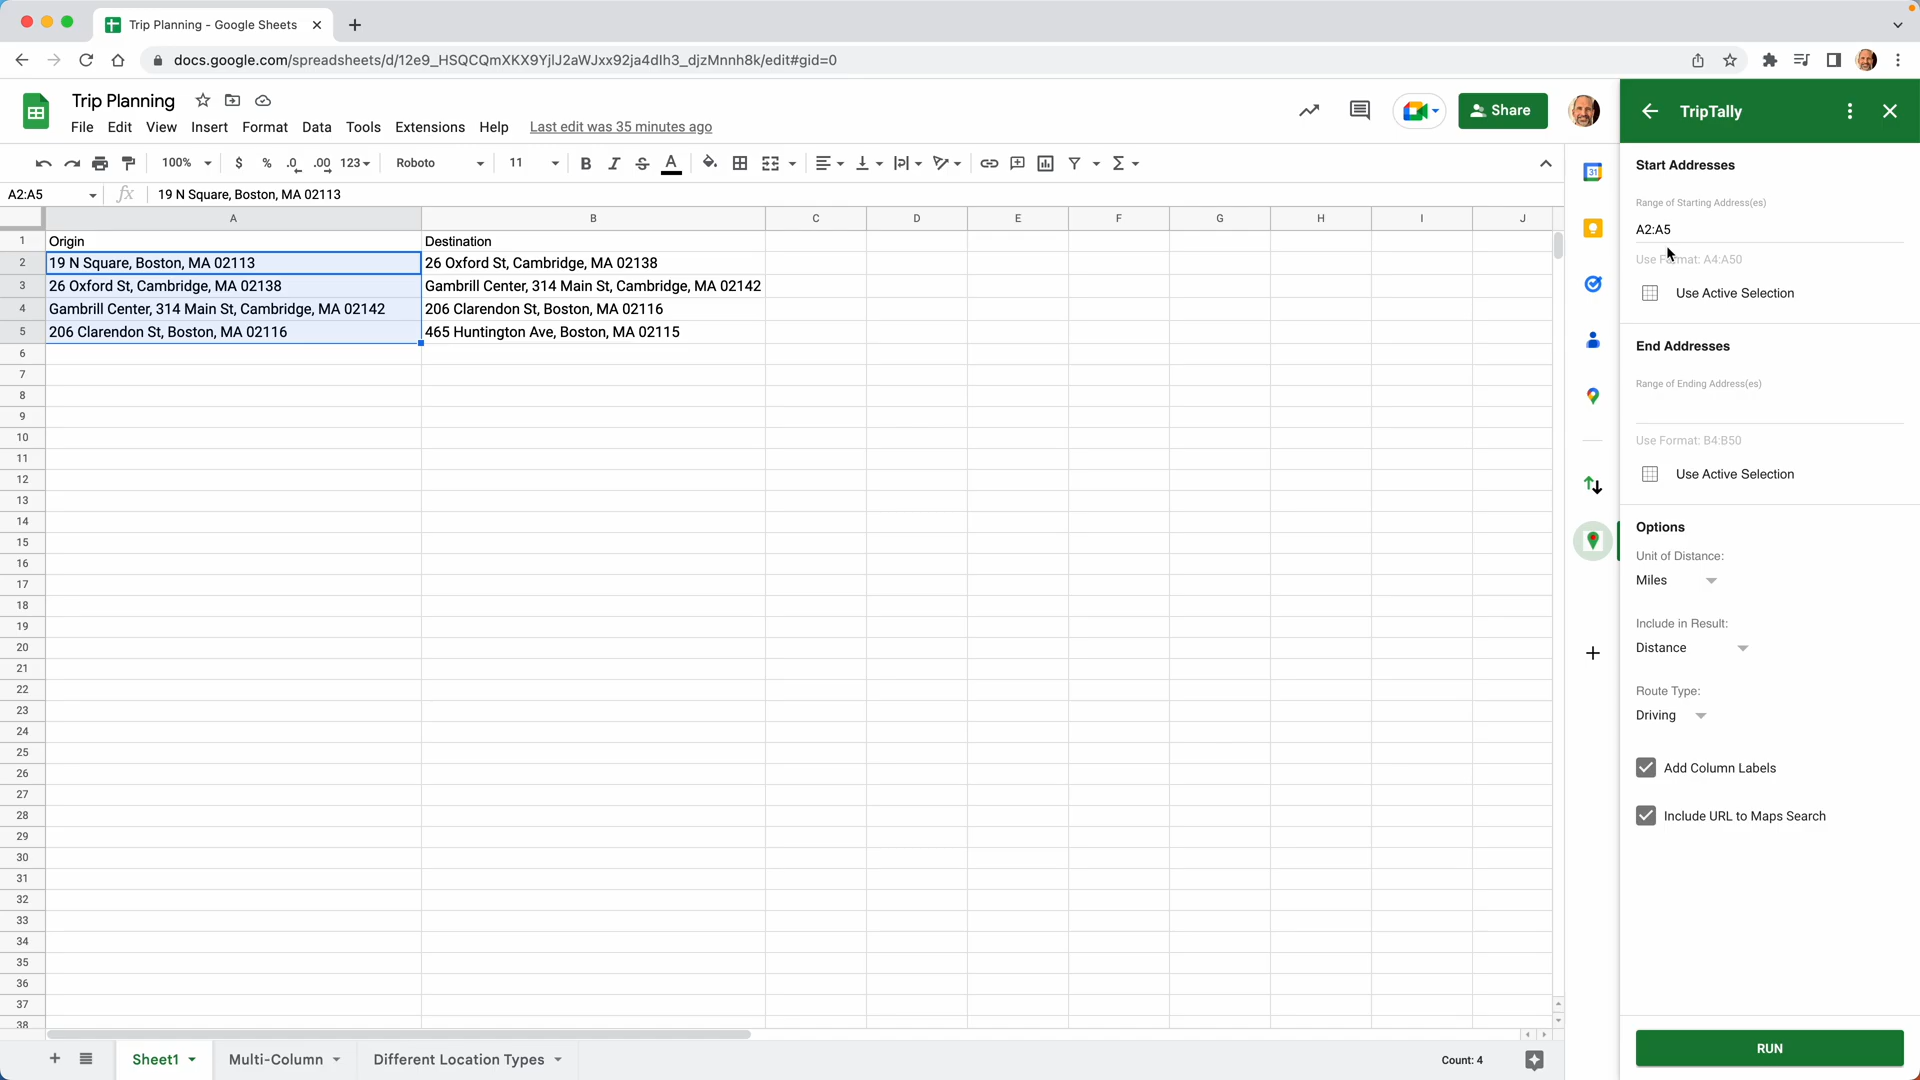 Trip Planning - Google Sheets
docs.google.com/spreadsheets/d/12e9_HSQCQmXKX9YjlJ2aWJxx92ja4dlh3_djzMnnh8k/edit#gid=0
Trip Planning
File Edit View Insert Format Data Tools Extensions Help Last edit was 35 minutes ago
Share
100% $ % .0 .00 123 Roboto 11 B I S A
A2:A5 fx 19 N Square, Boston, MA 02113
A B C D E F G H I J
1 Origin Destination
2 19 N Square, Boston, MA 02113 26 Oxford St, Cambridge, MA 02138
3 26 Oxford St, Cambridge, MA 02138 Gambrill Center, 314 Main St, Cambridge, MA 02142
4 Gambrill Center, 314 Main St, Cambridge, MA 02142 206 Clarendon St, Boston, MA 02116
5 206 Clarendon St, Boston, MA 02116 465 Huntington Ave, Boston, MA 02115
6
7
8
9
10
11
12
13
14
15
16
17
18
19
20
21
22
23
24
25
26
27
28
29
30
31
32
33
34
35
36
37
38
Sheet1 Multi-Column Different Location Types Count: 4
31
TripTally
Start Addresses
Range of Starting Address(es)
A2:A5
Use Format: A4:A50
Use Active Selection
End Addresses
Range of Ending Address(es)
Use Format: B4:B50
Use Active Selection
Options
Unit of Distance:
Miles
Include in Result:
Distance
Route Type:
Driving
Add Column Labels
Include URL to Maps Search
RUN